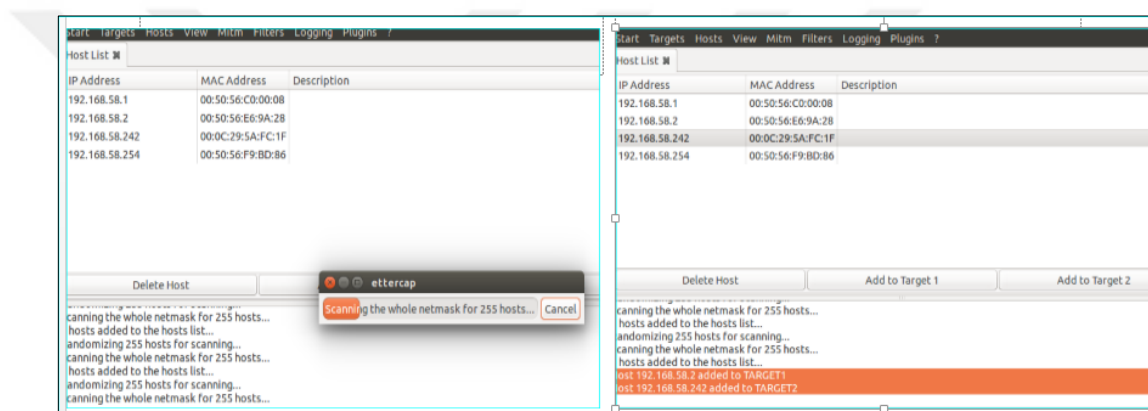 Start Targets Hosts View Mitm Filters Logging Plugins ?
Host List ✖
IP Address MAC Address Description
192.168.58.1 00:50:56:C0:00:08
192.168.58.2 00:50:56:E6:9A:28
192.168.58.242 00:0C:29:5A:FC:1F
192.168.58.254 00:50:56:F9:BD:86
Delete Host
ettercap
Scanning the whole netmask for 255 hosts... Cancel
canning the whole netmask for 255 hosts...
hosts added to the hosts list...
andomizing 255 hosts for scanning...
canning the whole netmask for 255 hosts...
hosts added to the hosts list...
andomizing 255 hosts for scanning...
canning the whole netmask for 255 hosts...
Start Targets Hosts View Mitm Filters Logging Plugins ?
Host List ✖
IP Address MAC Address Description
192.168.58.1 00:50:56:C0:00:08
192.168.58.2 00:50:56:E6:9A:28
192.168.58.242 00:0C:29:5A:FC:1F
192.168.58.254 00:50:56:F9:BD:86
Delete Host Add to Target 1 Add to Target 2
canning the whole netmask for 255 hosts...
hosts added to the hosts list...
andomizing 255 hosts for scanning...
canning the whole netmask for 255 hosts...
hosts added to the hosts list...
ost 192.168.58.2 added to TARGET1
ost 192.168.58.242 added to TARGET2